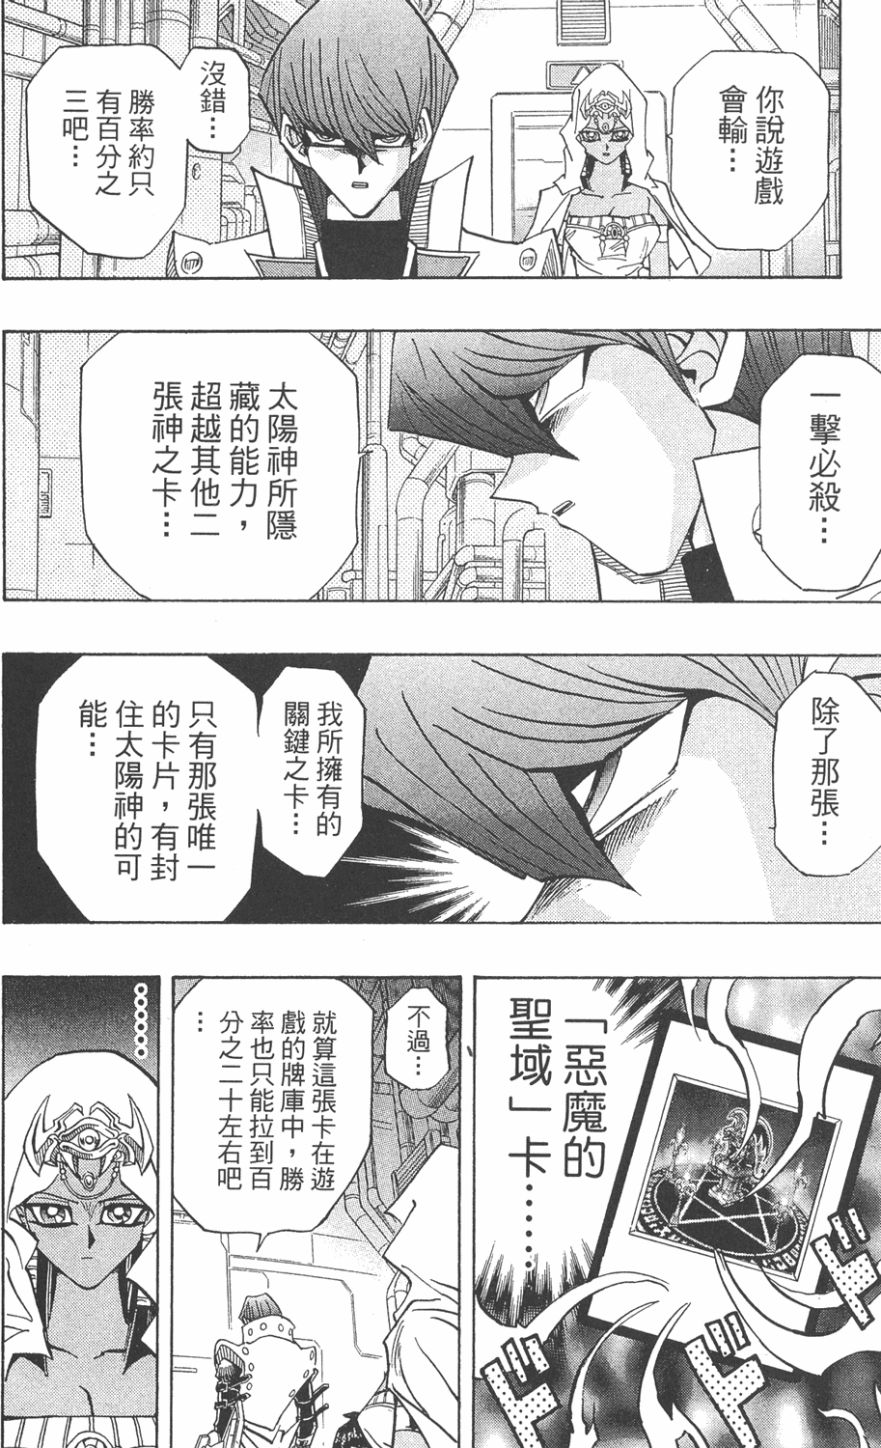 你說遊戲
會輸…
沒錯…
勝率約只
有百分之
三吧…
一擊必殺…
太陽神所隱
藏的能力，
超越其他二
張神之卡…
除了那張…
我所擁有的
關鍵之卡…
只有那張唯一
的卡片，有封
住太陽神的可
能…
「惡魔的
聖域」卡……
ドドド
不過…
就算這張卡在遊
戲的牌庫中，勝
率也只能拉到百
分之二十左右吧
…
……